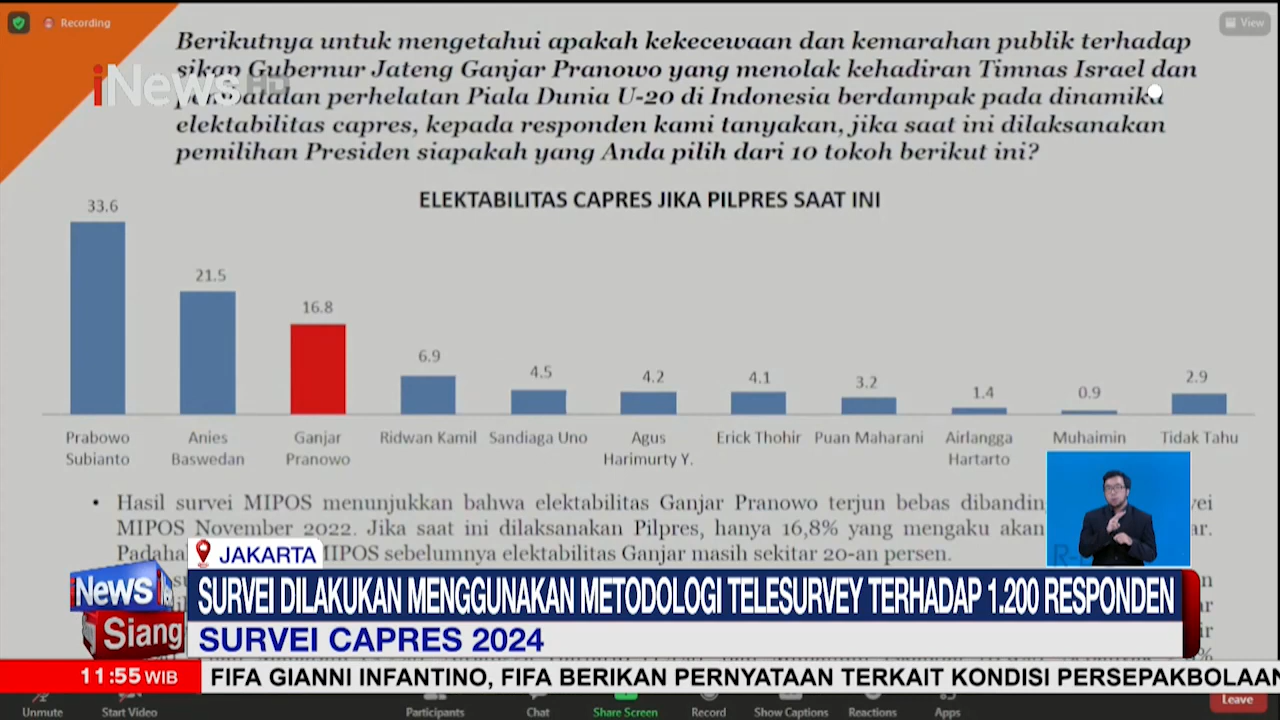 Recording
View
Berikutnya untuk mengetahui apakah kekecewaan dan kemarahan publik terhadap
sikap Gubernur Jateng Ganjar Pranowo yang menolak kehadiran Timnas Israel dan
iNews HD
pembatalan perhelatan Piala Dunia U-20 di Indonesia berdampak pada dinamika
elektabilitas capres, kepada responden kami tanyakan, jika saat ini dilaksanakan
pemilihan Presiden siapakah yang Anda pilih dari 10 tokoh berikut ini?
ELEKTABILITAS CAPRES JIKA PILPRES SAAT INI
33.6
21.5
16.8
6.9
4.5
4.2
4.1
3.2
1.4
0.9
2.9
Prabowo Subianto
Anies Baswedan
Ganjar Pranowo
Ridwan Kamil
Sandiaga Uno
Agus Harimurty Y.
Erick Thohir
Puan Maharani
Airlangga Hartarto
Muhaimin
Tidak Tahu
• Hasil survei MIPOS menunjukkan bahwa elektabilitas Ganjar Pranowo terjun bebas
MIPOS November 2022. Jika saat ini dilaksanakan Pilpres, hanya 16,8% yang mengaku akan
MIPOS sebelumnya elektabilitas Ganjar masih sekitar 20-an persen.
JAKARTA
News Siang
SURVEI DILAKUKAN MENGGUNAKAN METODOLOGI TELESURVEY TERHADAP 1.200 RESPONDEN
SURVEI CAPRES 2024
11:55 WIB
FIFA GIANNI INFANTINO, FIFA BERIKAN PERNYATAAN TERKAIT KONDISI PERSEPAKBOLAAN
Unmute
Start Video
Participants
Chat
Share Screen
Record
Show Captions
Reactions
Apps
Leave